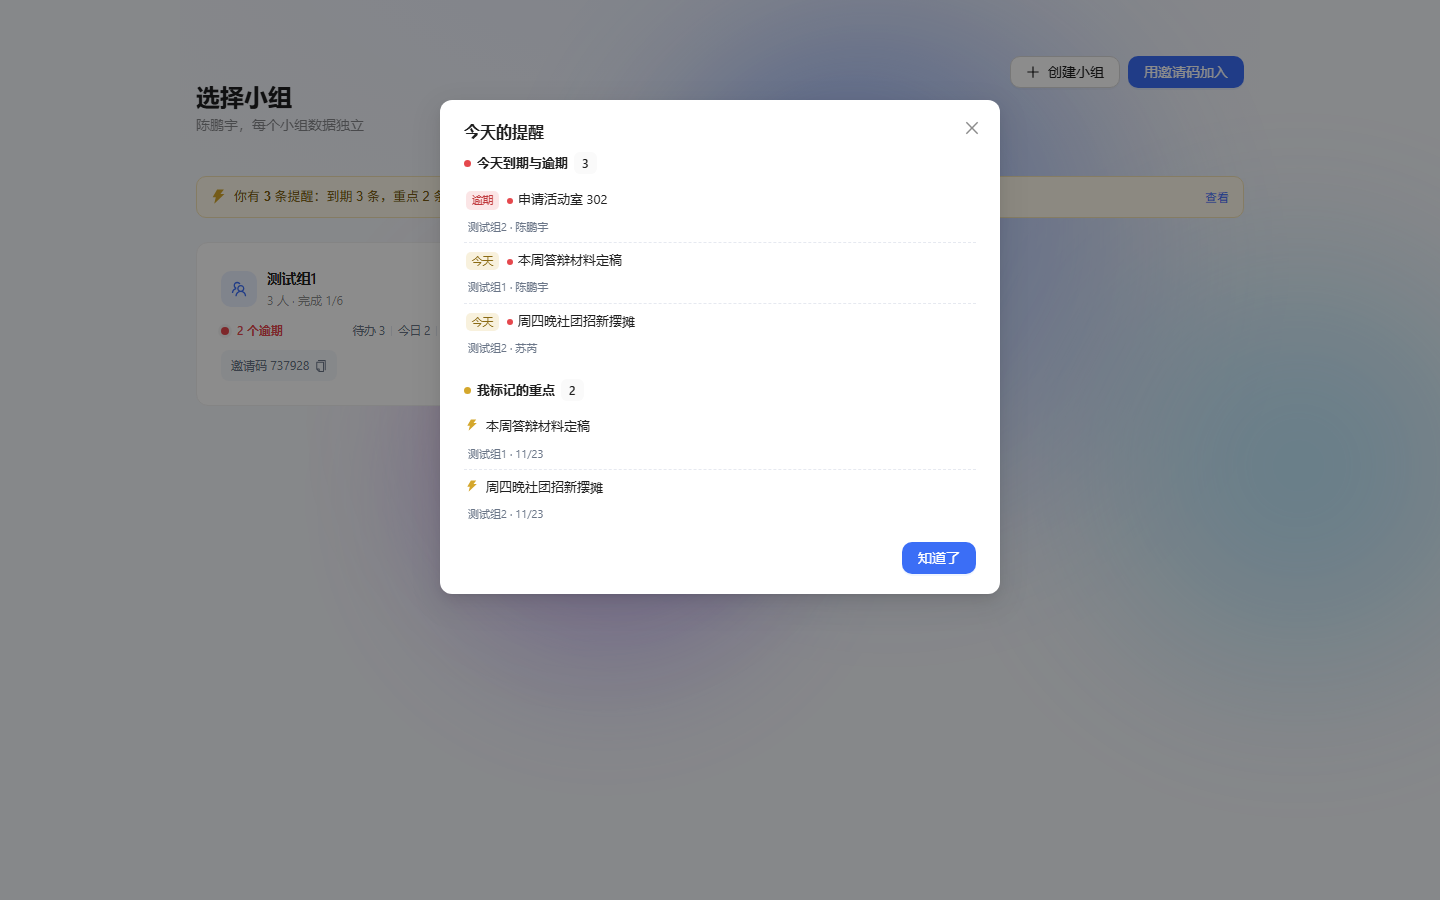 创建小组
用邀请码加入
选择小组
陈鹏宇，每个小组数据独立
你有 3 条提醒：到期 3 条，重点 2 条
查看
测试组1
3 人 · 完成 1/6
2 个逾期
待办 3
今日 2
邀请码 737928
今天的提醒
今天到期与逾期 3
逾期 申请活动室 302
测试组2 · 陈鹏宇
今天 本周答辩材料定稿
测试组1 · 陈鹏宇
今天 周四晚社团招新摆摊
测试组2 · 苏芮
我标记的重点 2
本周答辩材料定稿
测试组1 · 11/23
周四晚社团招新摆摊
测试组2 · 11/23
知道了